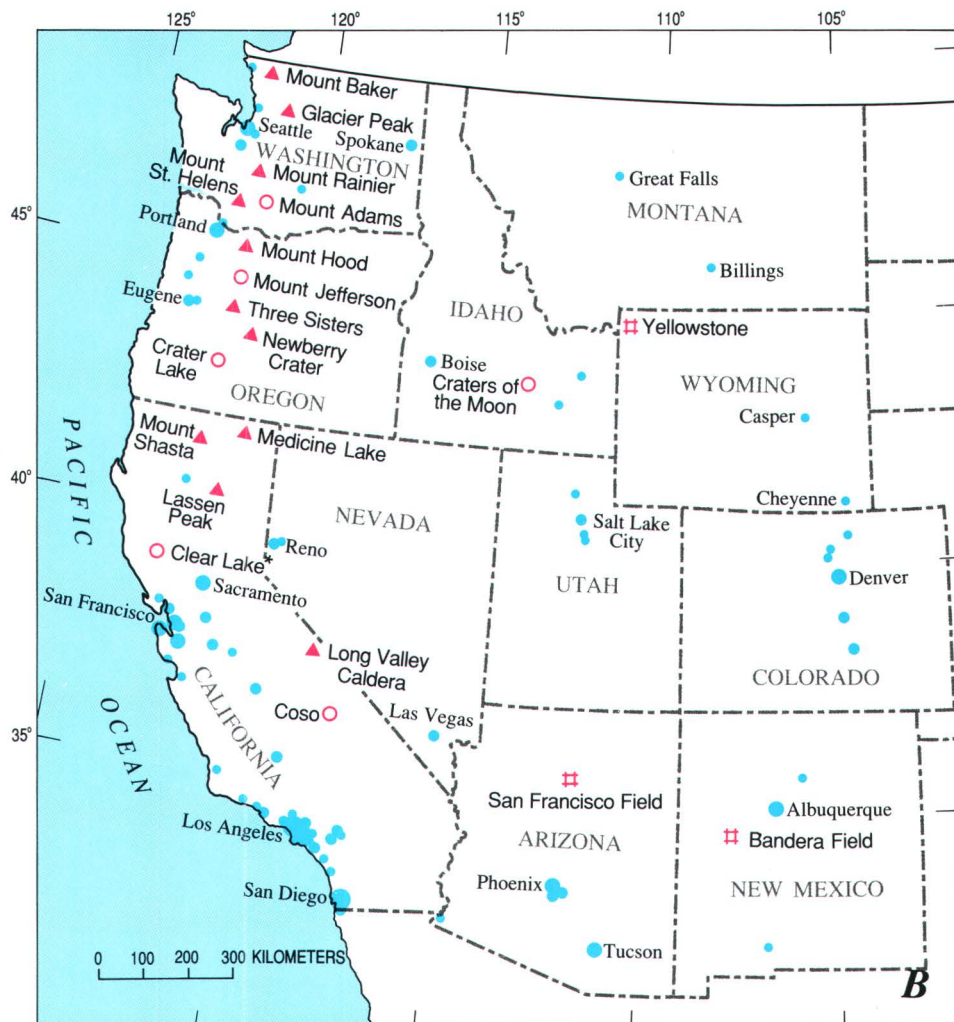 125°
120°
115°
110°
105°
Mount Baker
Glacier Peak
Seattle
Spokane
WASHINGTON
Mount
St. Helens
Mount Rainier
Mount Adams
Great Falls
MONTANA
45°
Portland
Mount Hood
Mount Jefferson
Billings
Eugene
Three Sisters
IDAHO
Newberry
Crater
Yellowstone
Crater
Lake
Boise
Craters of
the Moon
WYOMING
OREGON
Casper
Mount
Shasta
Medicine Lake
PACIFIC
OCEAN
40°
Lassen
Peak
NEVADA
Cheyenne
Clear Lake*
Reno
Salt Lake
City
Sacramento
UTAH
Denver
San Francisco
Long Valley
Caldera
COLORADO
CALIFORNIA
Coso
Las Vegas
35°
San Francisco Field
Albuquerque
Los Angeles
ARIZONA
Bandera Field
Phoenix
NEW MEXICO
San Diego
Tucson
0 100 200 300 KILOMETERS
B
125°
120°
115°
110°
105°